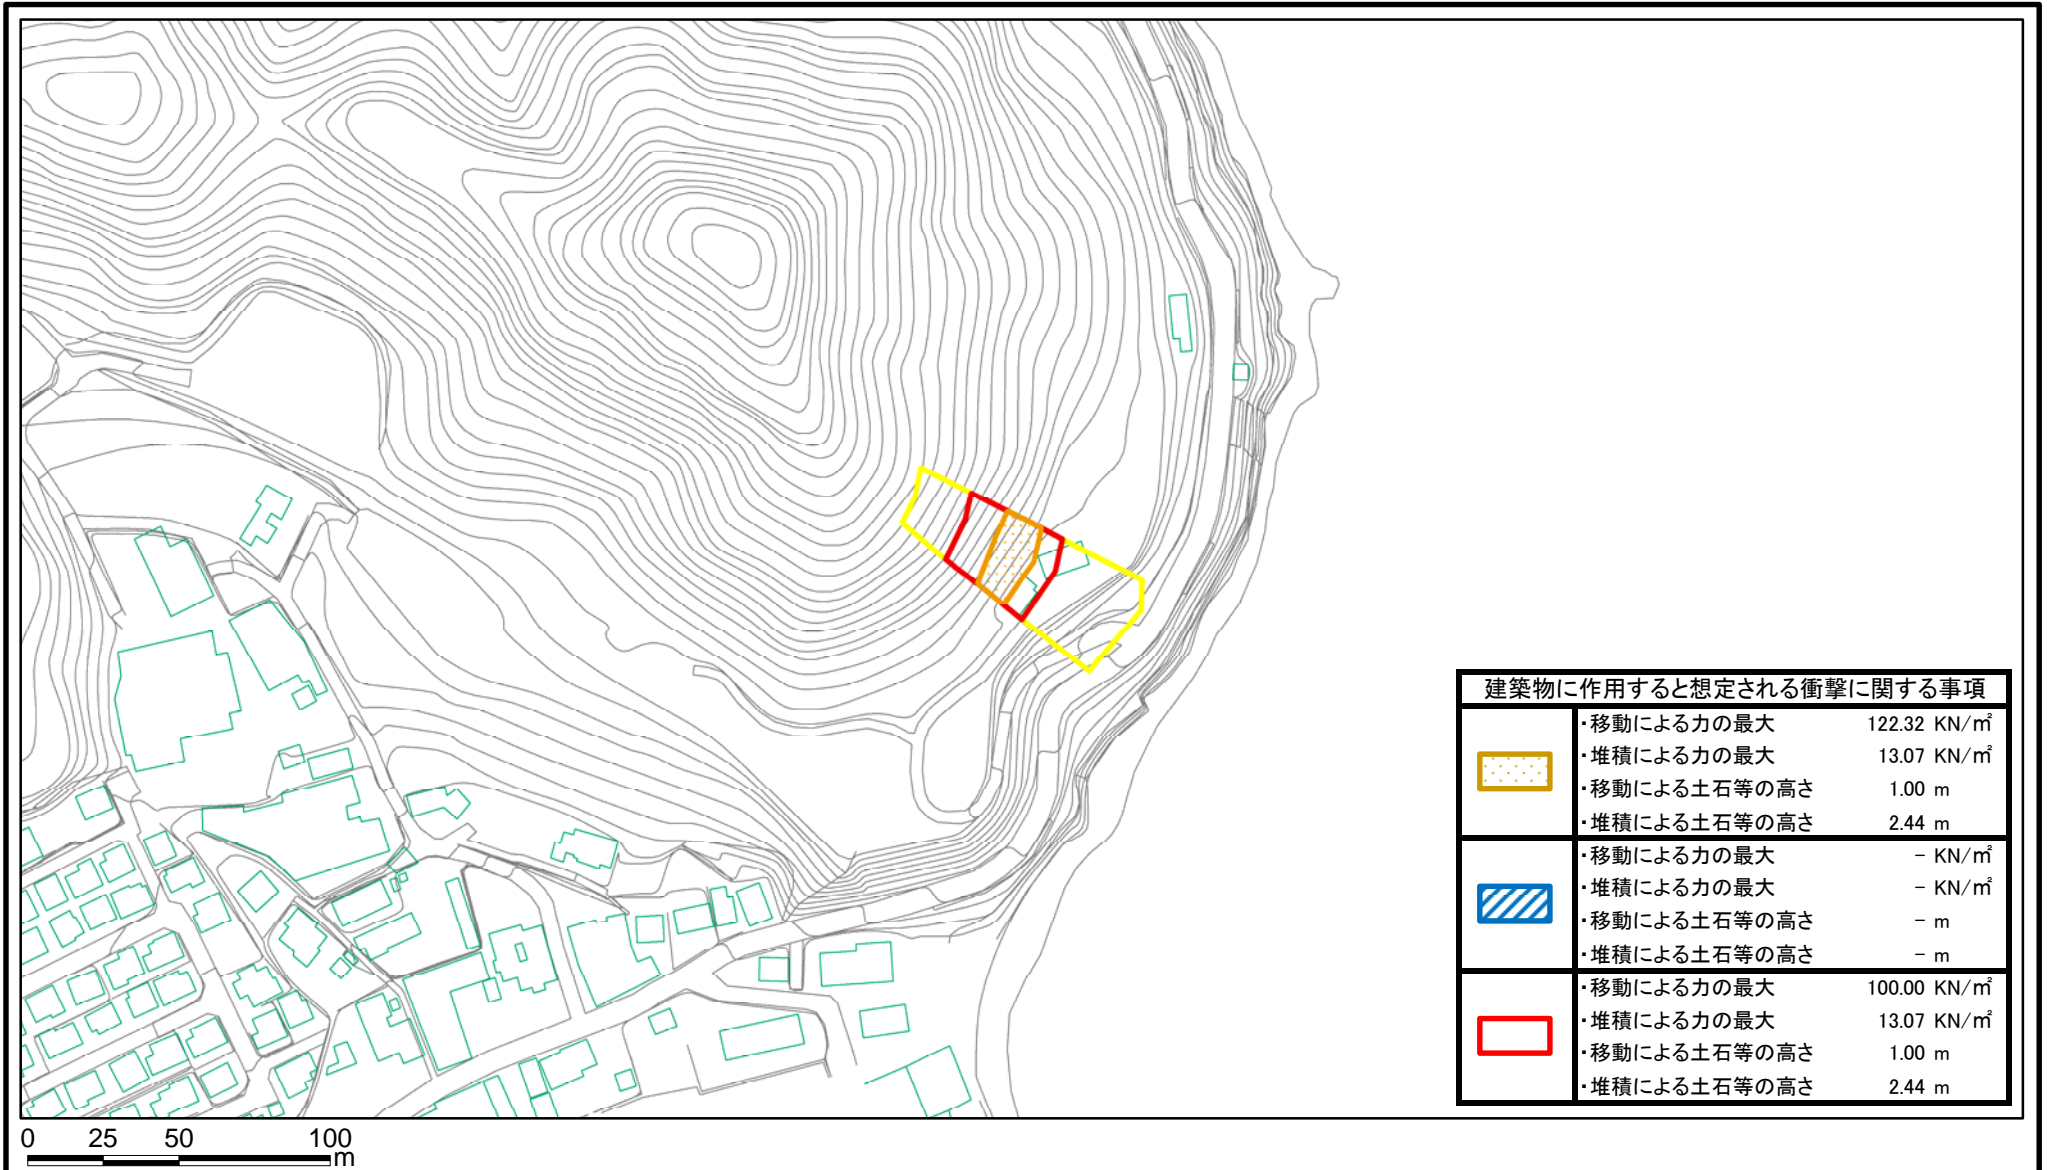 建築物に作用すると想定される衝撃に関する事項
・移動による力の最大 122.32 KN/㎡
・堆積による力の最大 13.07 KN/㎡
・移動による土石等の高さ 1.00 m
・堆積による土石等の高さ 2.44 m
・移動による力の最大 - KN/㎡
・堆積による力の最大 - KN/㎡
・移動による土石等の高さ - m
・堆積による土石等の高さ - m
・移動による力の最大 100.00 KN/㎡
・堆積による力の最大 13.07 KN/㎡
・移動による土石等の高さ 1.00 m
・堆積による土石等の高さ 2.44 m
0 25 50 100
m